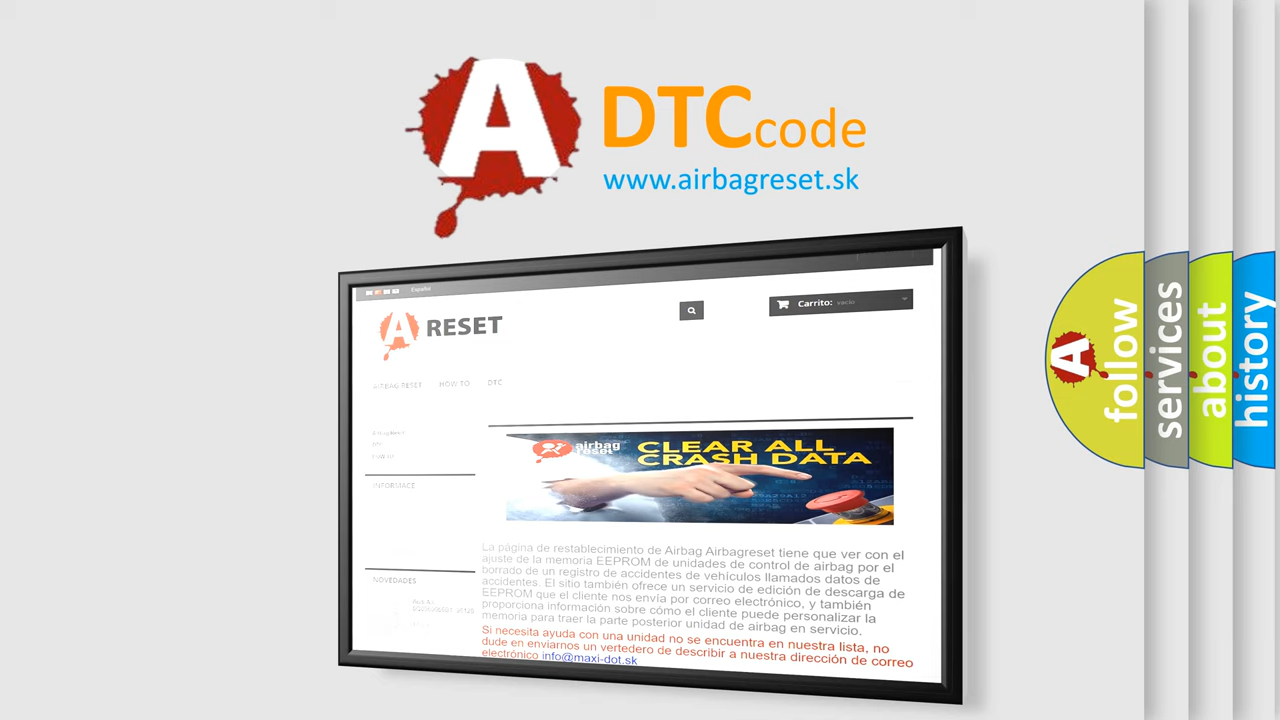 A DTCcode
www.airbagreset.sk
Español
A RESET
Carrito: vacío
AIRBAG RESET HOW TO DTC
airbag
reset
CLEAR ALL
CRASH DATA
INFORMACE
La página de restablecimiento de Airbag Airbagreset tiene que ver con el
ajuste de la memoria EEPROM de unidades de control de airbag por el
borrado de un registro de accidentes de vehículos llamados datos de
accidentes. El sitio también ofrece un servicio de edición de descarga de
EEPROM que el cliente nos envía por correo electrónico, y también
proporciona información sobre cómo el cliente puede personalizar la
memoria para traer la parte posterior unidad de airbag en servicio.
Si necesita ayuda con una unidad no se encuentra en nuestra lista, no
dude en enviarnos un vertedero de describir a nuestra dirección de correo
electrónico info@maxi-dot.sk
NOVEDADES
A
follow
services
about
history